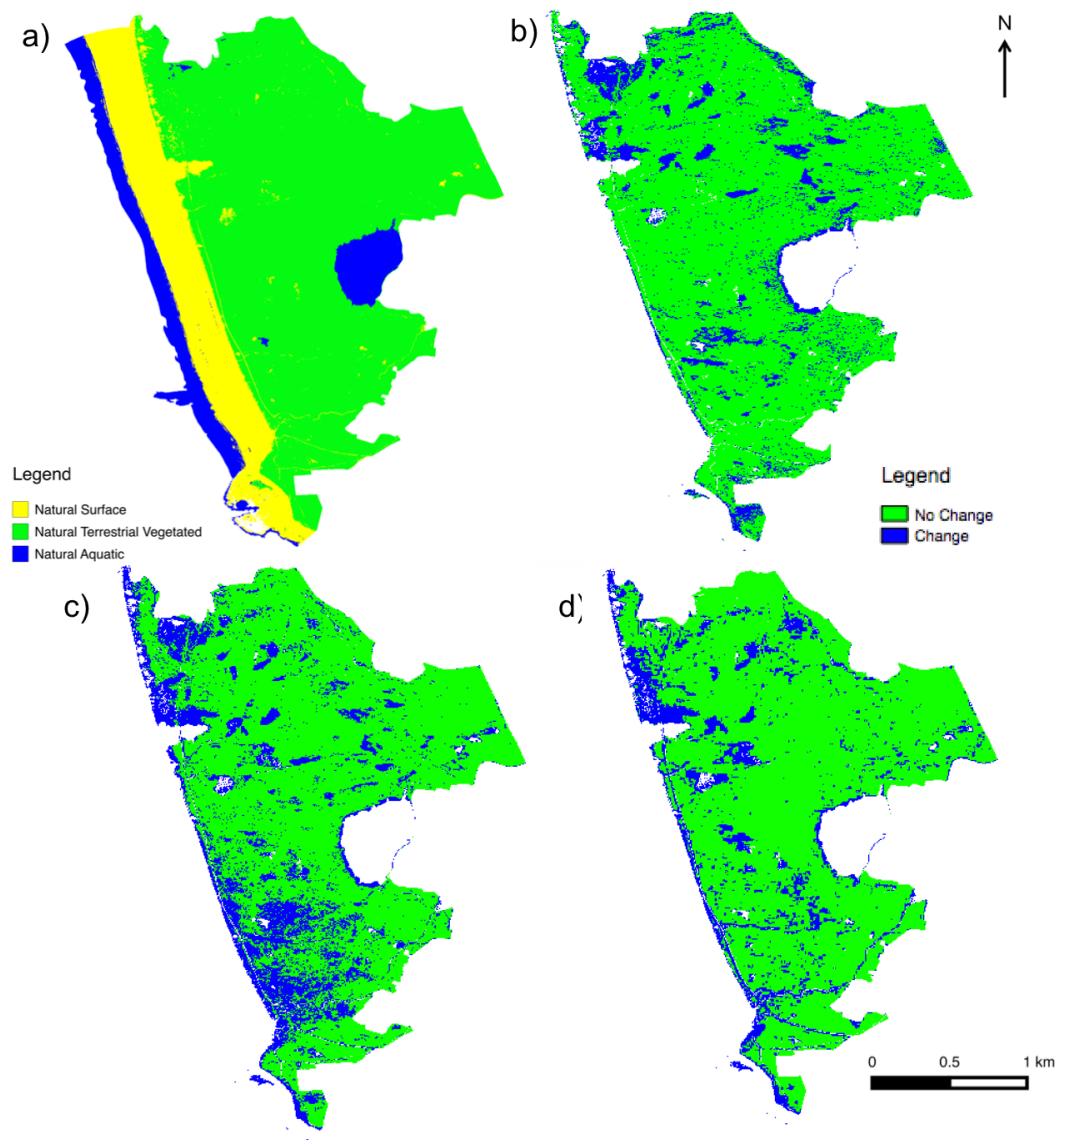 a)
b)
N
Legend
Natural Surface
Natural Terrestrial Vegetated
Natural Aquatic
Legend
No Change
Change
c)
d)
0 0.5 1 km